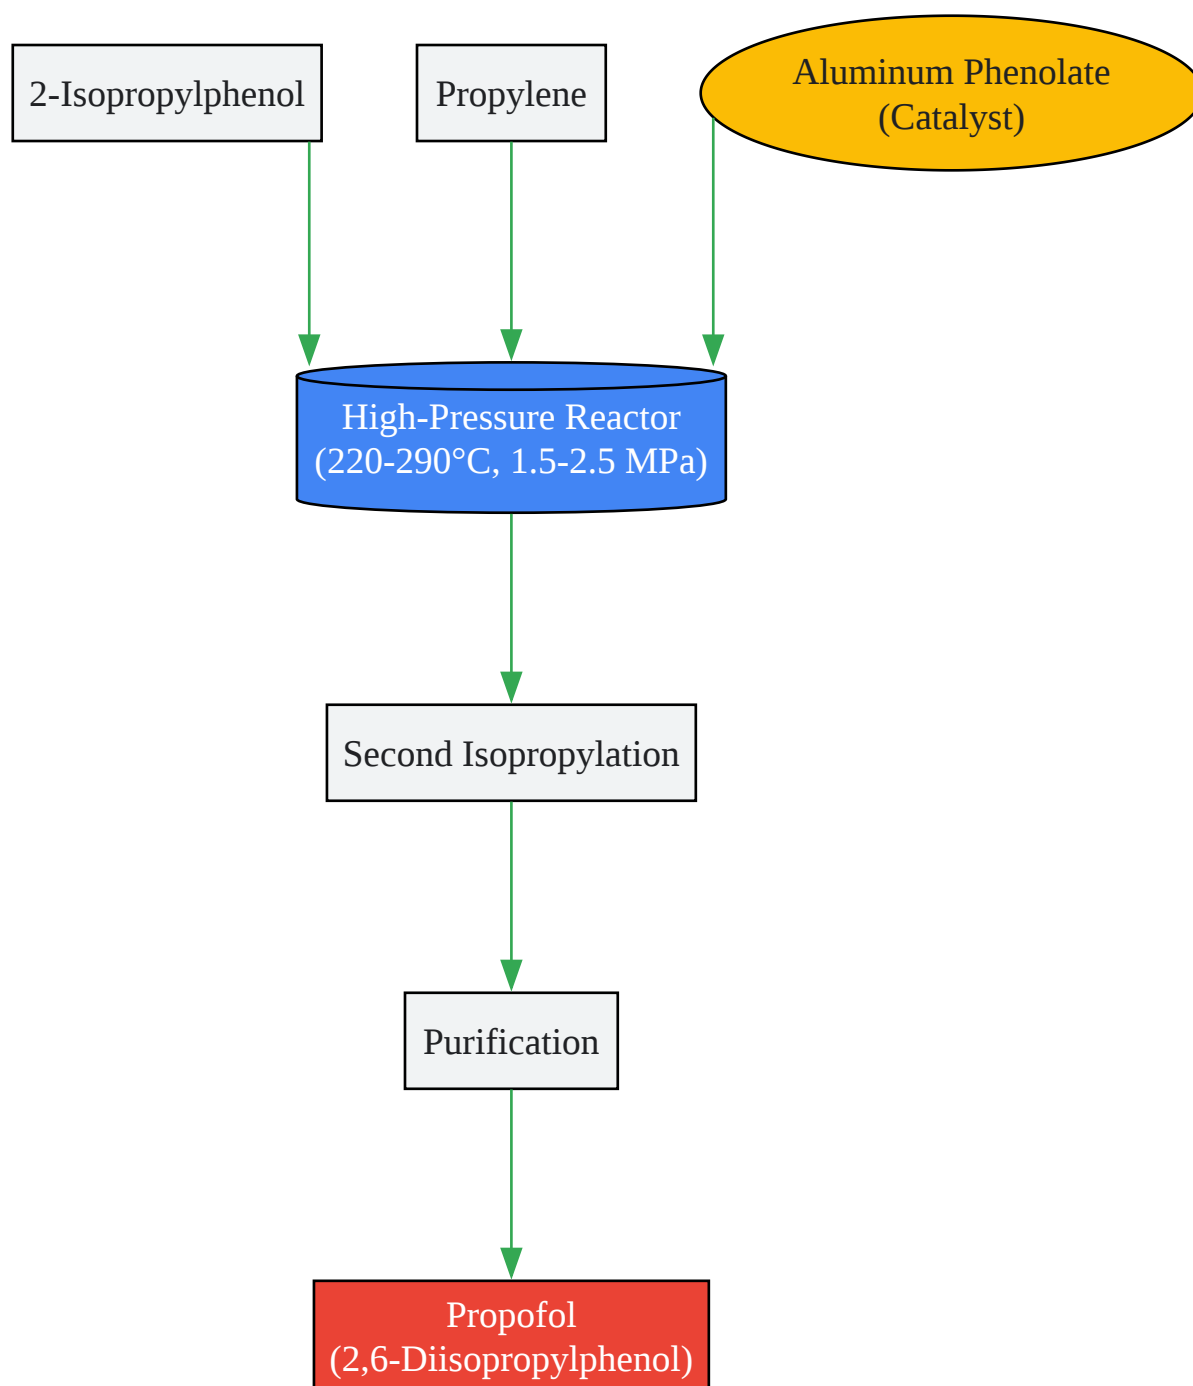 2-Isopropylphenol
Propylene
Aluminum Phenolate
(Catalyst)
High-Pressure Reactor
(220-290°C, 1.5-2.5 MPa)
Second Isopropylation
Purification
Propofol
(2,6-Diisopropylphenol)